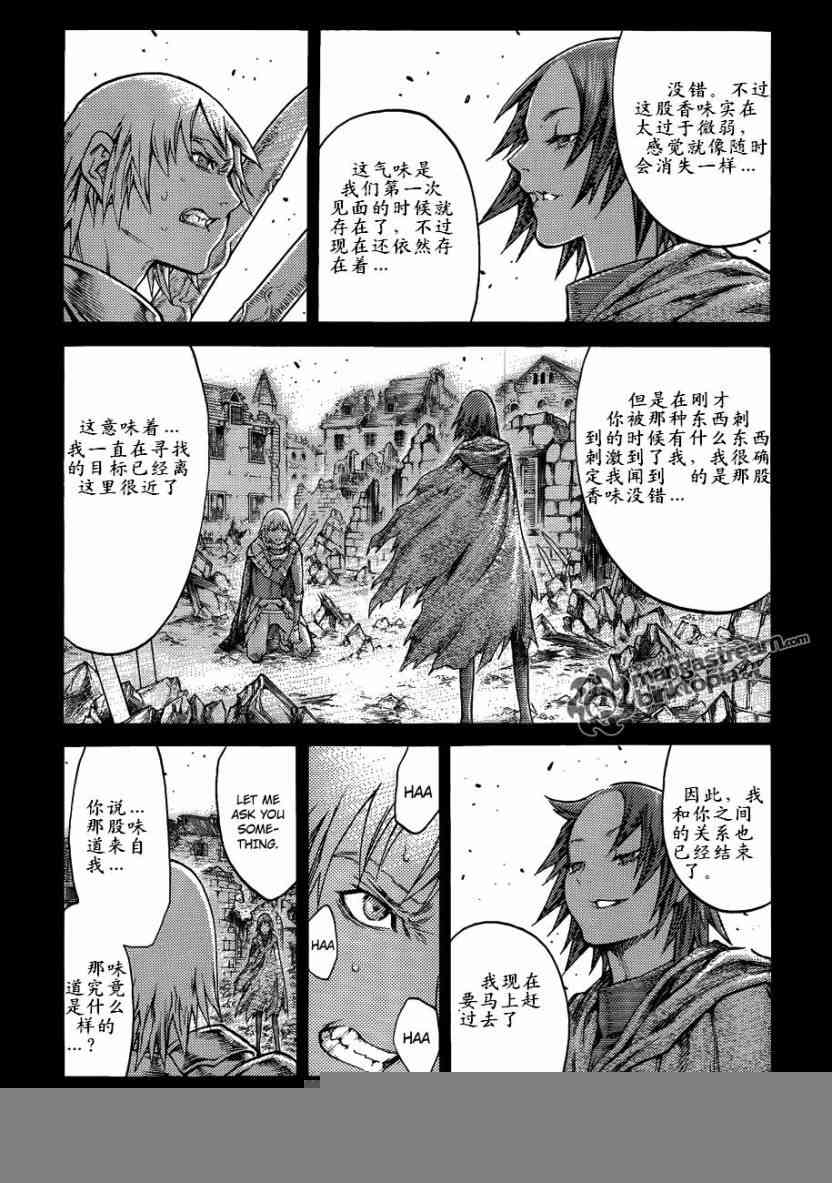 没错。不过
这股香味实在
太过于微弱，
感觉就像随时
会消失一样...
这气味是
我们第一次
见面的时候就
存在了，不过
现在还依然存
在着...
但是在刚才
你被那种东西刺
到的时候有什么东西
刺激到了我，我很确
定我闻到 的是那股
香味没错...
这意味着...
我一直在寻找
的目标已经离
这里很近了
mangastream.com
binktopia
因此，我
和你之间
的关系也
已经结束
了。
我现在
要马上赶
过去了
HAA
HAA
HAA
LET ME
ASK YOU
SOME-
THING.
你说...
那股味
道来自
我...
那味
道究竟
是什么
样的
...？